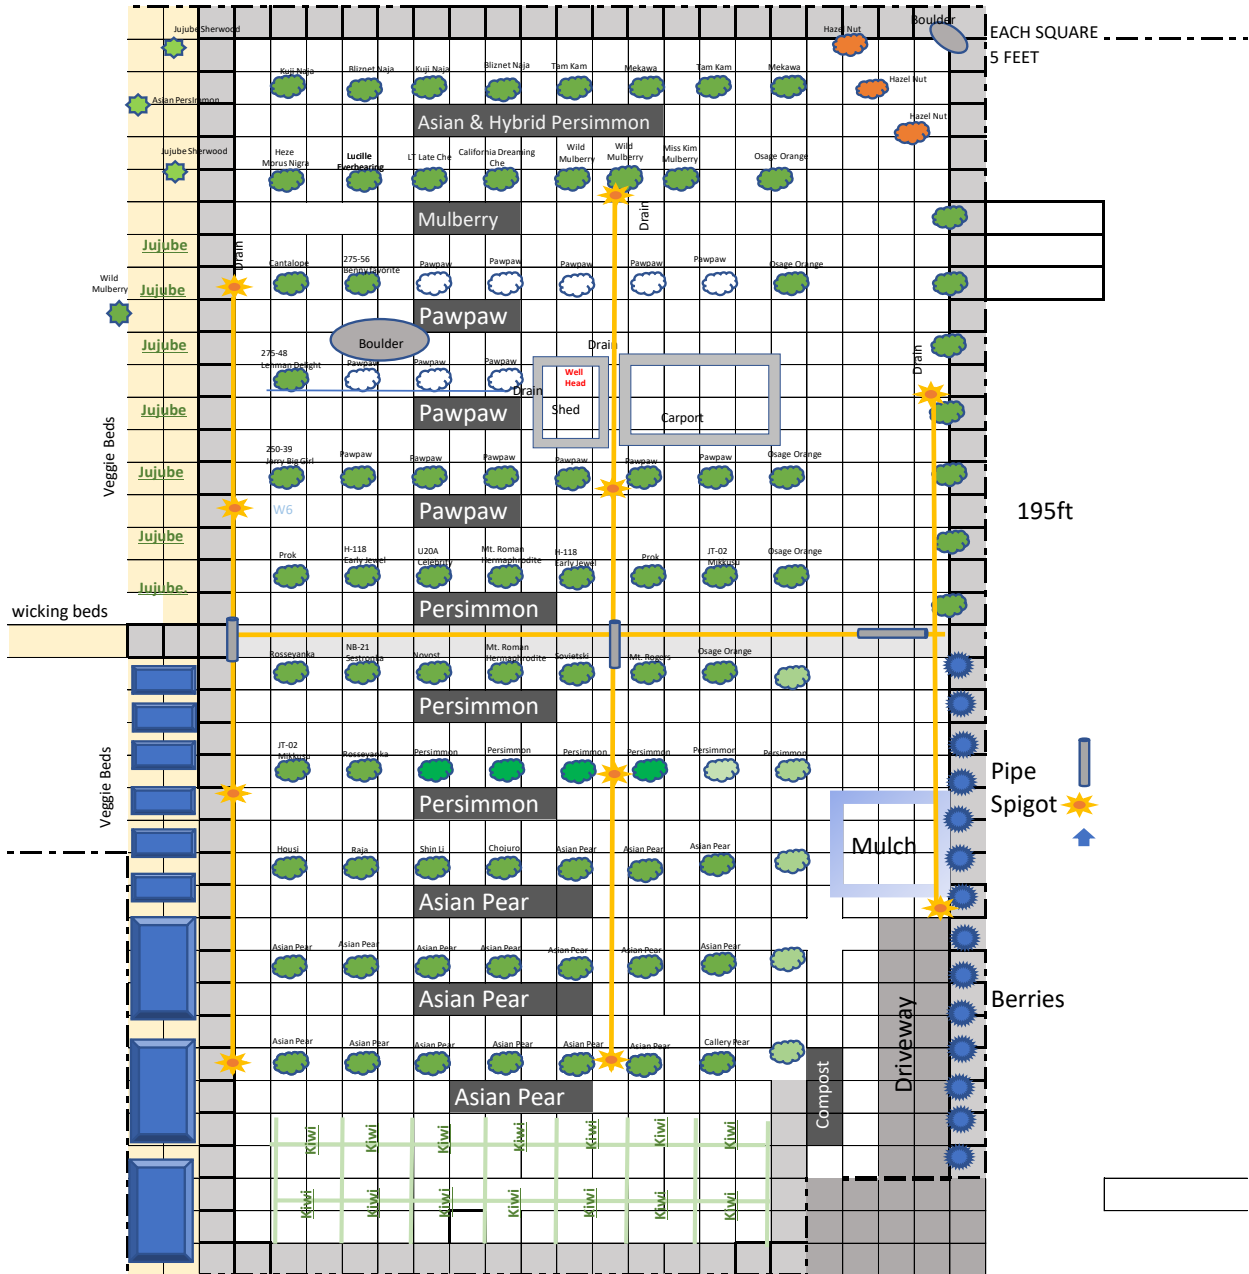 Boulder
Jujube Sherwood
Hazel Nut
EACH SQUARE
5 FEET
Kuji Naja
Bliznet Naja
Kuji Naja
Bliznet Naja
Tam Kam
Mekawa
Tam Kam
Mekawa
Hazel Nut
Asian Persimmon
Hazel Nut
Asian & Hybrid Persimmon
Jujube Sherwood
Heze
Morus Nigra
Lucille
Everbearing
LT Late Che
California Dreaming
Che
Wild
Mulberry
Wild
Mulberry
Miss Kim
Mulberry
Osage Orange
Mulberry
Drain
Drain
Jujube
Cantalope
275-56
Benny favorite
Pawpaw
Pawpaw
Pawpaw
Pawpaw
Pawpaw
Osage Orange
Wild
Mulberry
Jujube
Pawpaw
Boulder
Jujube
Drain
Drain
275-48
Lehman Delight
Pawpaw
Pawpaw
Pawpaw
Drain
Well
Head
Shed
Carport
Jujube
Pawpaw
Veggie Beds
250-39
Jerry Big Girl
Pawpaw
Pawpaw
Pawpaw
Pawpaw
Pawpaw
Pawpaw
Osage Orange
Jujube
W6
Pawpaw
195ft
Jujube
Prok
H-118
Early Jewel
U20A
Celebrity
Mt. Roman
Hermaphrodite
H-118
Early Jewel
Prok
JT-02
Mikkusu
Osage Orange
Jujube.
wicking beds
Persimmon
Rosseyanka
NB-21
Sestronka
Novost
Mt. Roman
Hermaphrodite
Sovietski
Mt. Rogers
Osage Orange
Persimmon
JT-02
Mikkusu
Rosseyanka
Persimmon
Persimmon
Persimmon
Persimmon
Persimmon
Persimmon
Veggie Beds
Persimmon
Pipe
Spigot
Mulch
Housi
Raja
Shin Li
Chojuro
Asian Pear
Asian Pear
Asian Pear
Asian Pear
Asian Pear
Asian Pear
Asian Pear
Asian Pear
Asian Pear
Asian Pear
Asian Pear
Asian Pear
Berries
Driveway
Asian Pear
Asian Pear
Asian Pear
Asian Pear
Asian Pear
Asian Pear
Callery Pear
Asian Pear
Compost
Kiwi
Kiwi
Kiwi
Kiwi
Kiwi
Kiwi
Kiwi
Kiwi
Kiwi
Kiwi
Kiwi
Kiwi
Kiwi
Kiwi